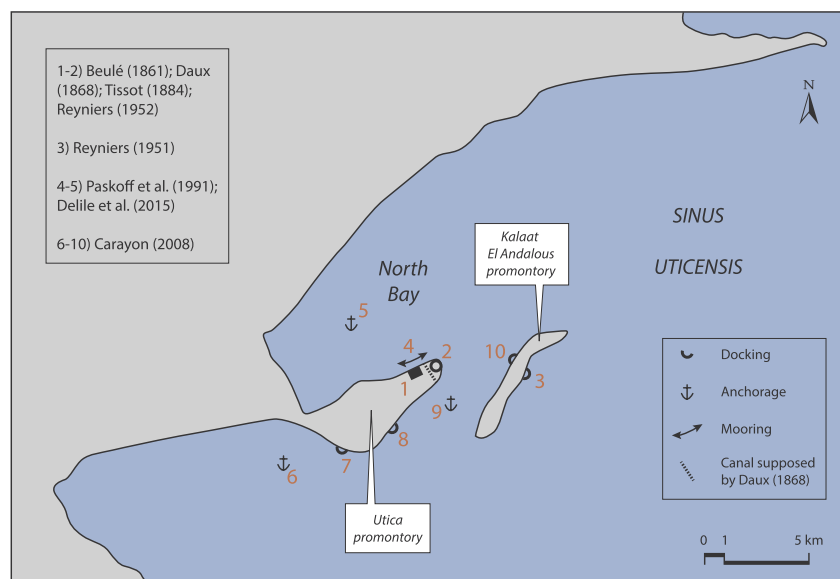 1-2) Beulé (1861); Daux
(1868); Tissot (1884);
Reyniers (1952)
3) Reyniers (1951)
4-5) Paskoff et al. (1991);
Delile et al. (2015)
6-10) Carayon (2008)
N
SINUS
UTICENSIS
Kalaat
El Andalous
promontory
North
Bay
5
4
2
10
1
3
9
8
7
6
Utica
promontory
Docking
Anchorage
Mooring
Canal supposed
by Daux (1868)
0 1 5 km